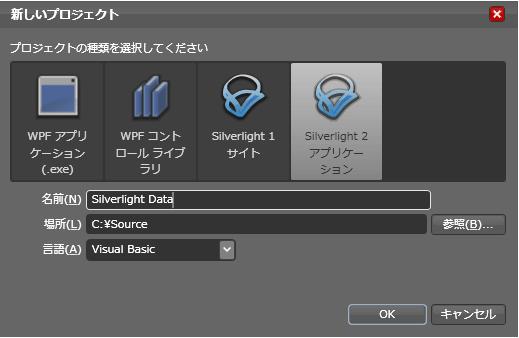 新しいプロジェクト
プロジェクトの種類を選択してください
WPF アプリ
ケーション
(.exe)
WPF コント
ロール ライブ
ラリ
Silverlight 1
サイト
Silverlight 2
アプリケー
ション
名前(N) Silverlight Data
場所(L) C:¥Source 参照(B)...
言語(A) Visual Basic
OK キャンセル